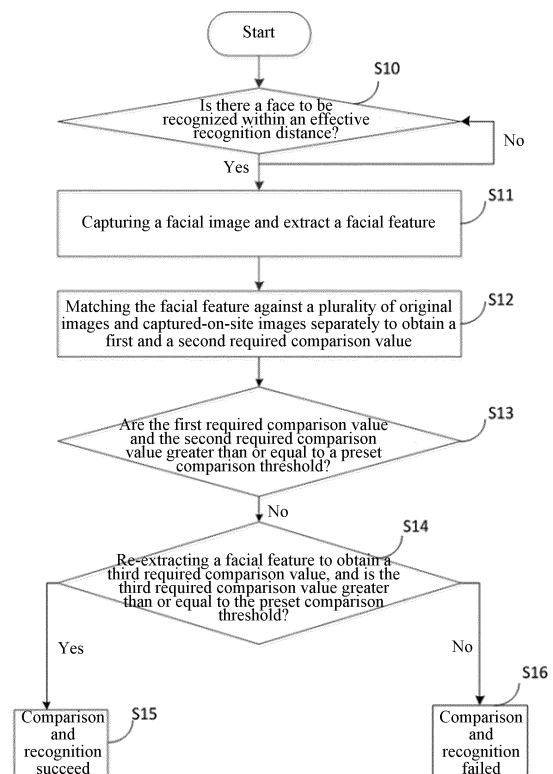 Start
S10
Is there a face to be
recognized within an effective
recognition distance?
No
Yes
S11
Capturing a facial image and extract a facial feature
S12
Matching the facial feature against a plurality of original
images and captured-on-site images separately to obtain a
first and a second required comparison value
S13
Are the first required comparison value
and the second required comparison
value greater than or equal to a preset
comparison threshold?
No
S14
Re-extracting a facial feature to obtain a
third required comparison value, and is the
third required comparison value greater
than or equal to the preset comparison
threshold?
Yes
No
S15
S16
Comparison
and
recognition
succeed
Comparison
and
recognition
failed